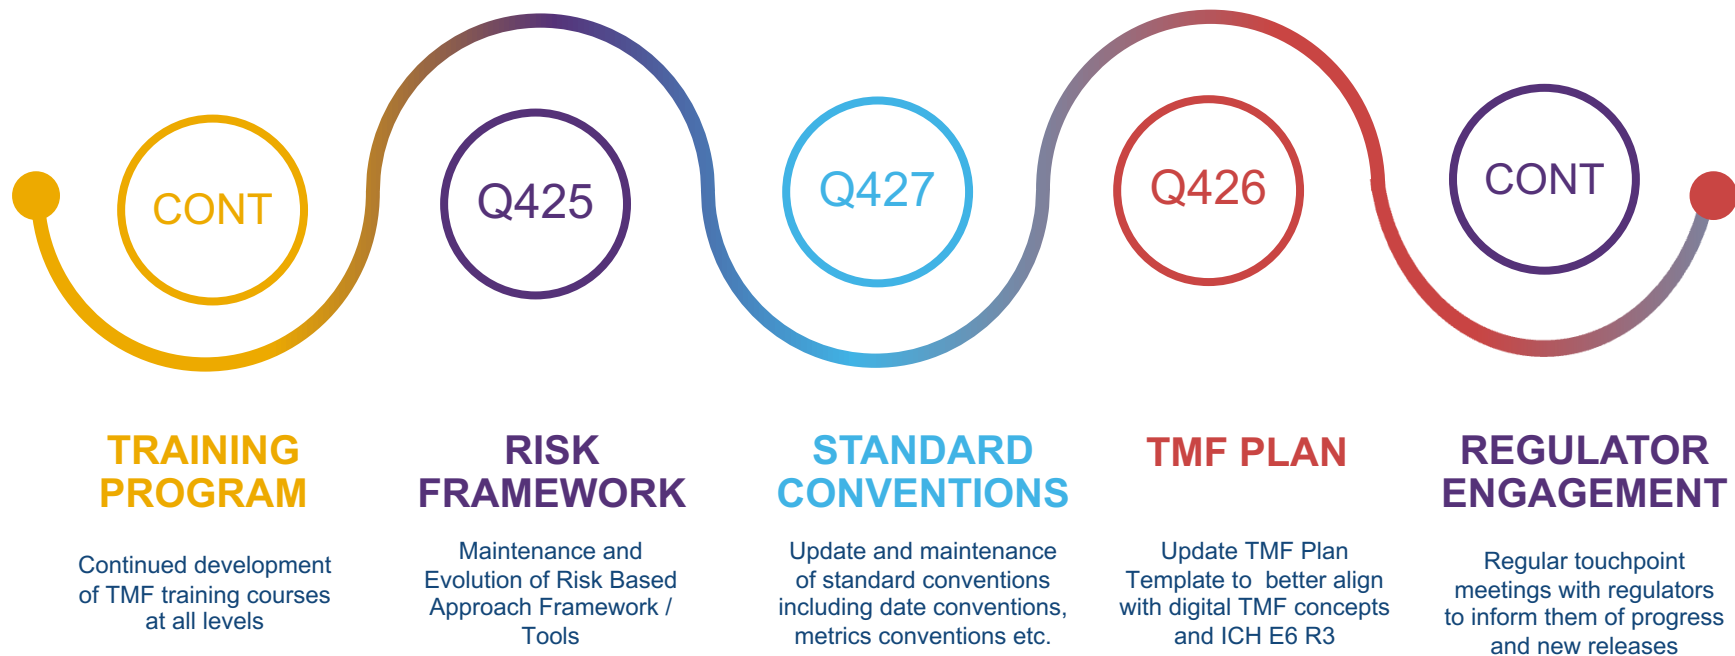 CONT
Q425
Q427
Q426
CONT
TRAINING
PROGRAM
Continued development
of TMF training courses
at all levels
RISK
FRAMEWORK
Maintenance and
Evolution of Risk Based
Approach Framework /
Tools
STANDARD
CONVENTIONS
Update and maintenance
of standard conventions
including date conventions,
metrics conventions etc.
TMF PLAN
Update TMF Plan
Template to  better align
with digital TMF concepts
and ICH E6 R3
REGULATOR
ENGAGEMENT
Regular touchpoint
meetings with regulators
to inform them of progress
and new releases